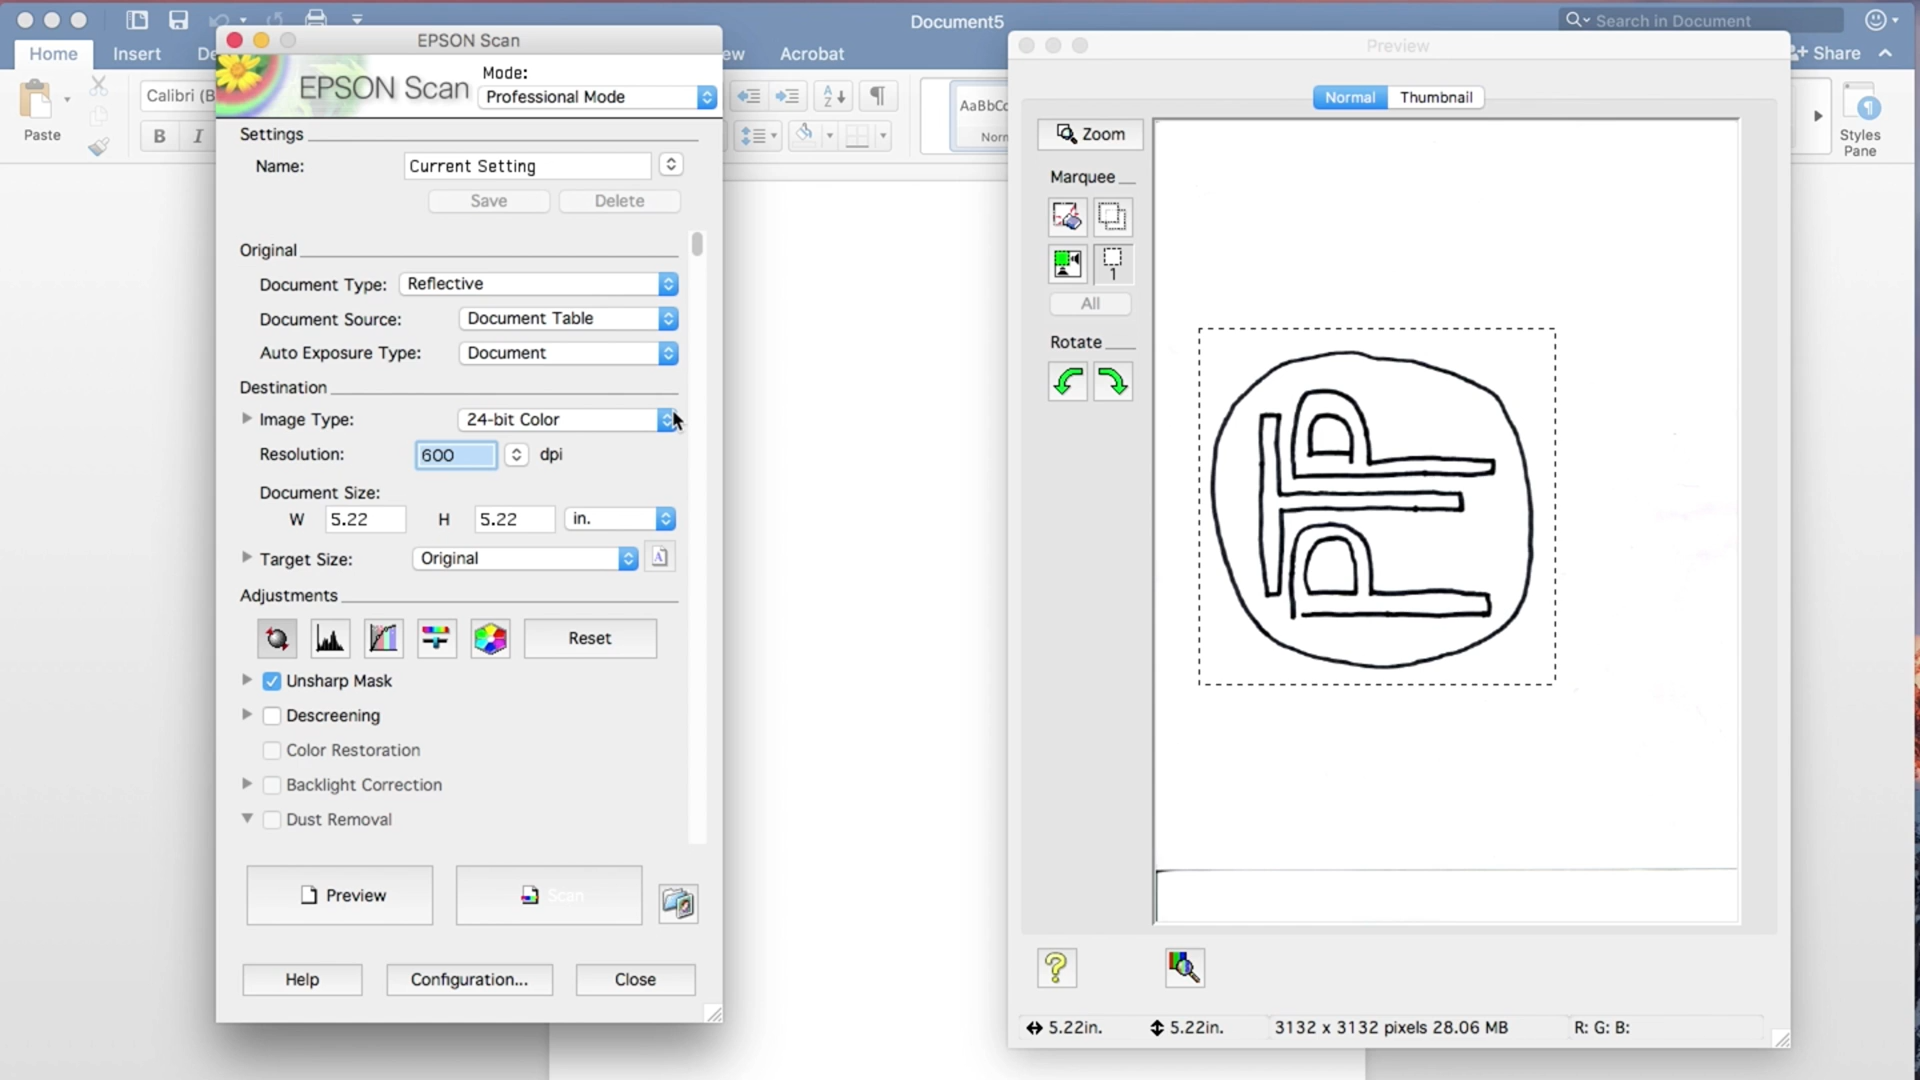 Document5
Search in Document
Home
Insert
Acrobat
Share
Paste
Calibri (B
B
I
AaBbCc
Norn
Styles
Pane
EPSON Scan
EPSON Scan
Mode:
Professional Mode
Settings
Name:
Current Setting
Save
Delete
Original
Document Type:
Reflective
Document Source:
Document Table
Auto Exposure Type:
Document
Destination
Image Type:
24-bit Color
Resolution:
600
dpi
Document Size:
W
5.22
H
5.22
in.
Target Size:
Original
Adjustments
Reset
Unsharp Mask
Descreening
Color Restoration
Backlight Correction
Dust Removal
Preview
Scan
Help
Configuration...
Close
Preview
Normal
Thumbnail
Zoom
Marquee
1
All
Rotate
PTP
5.22in.
5.22in.
3132 x 3132 pixels 28.06 MB
R: G: B: